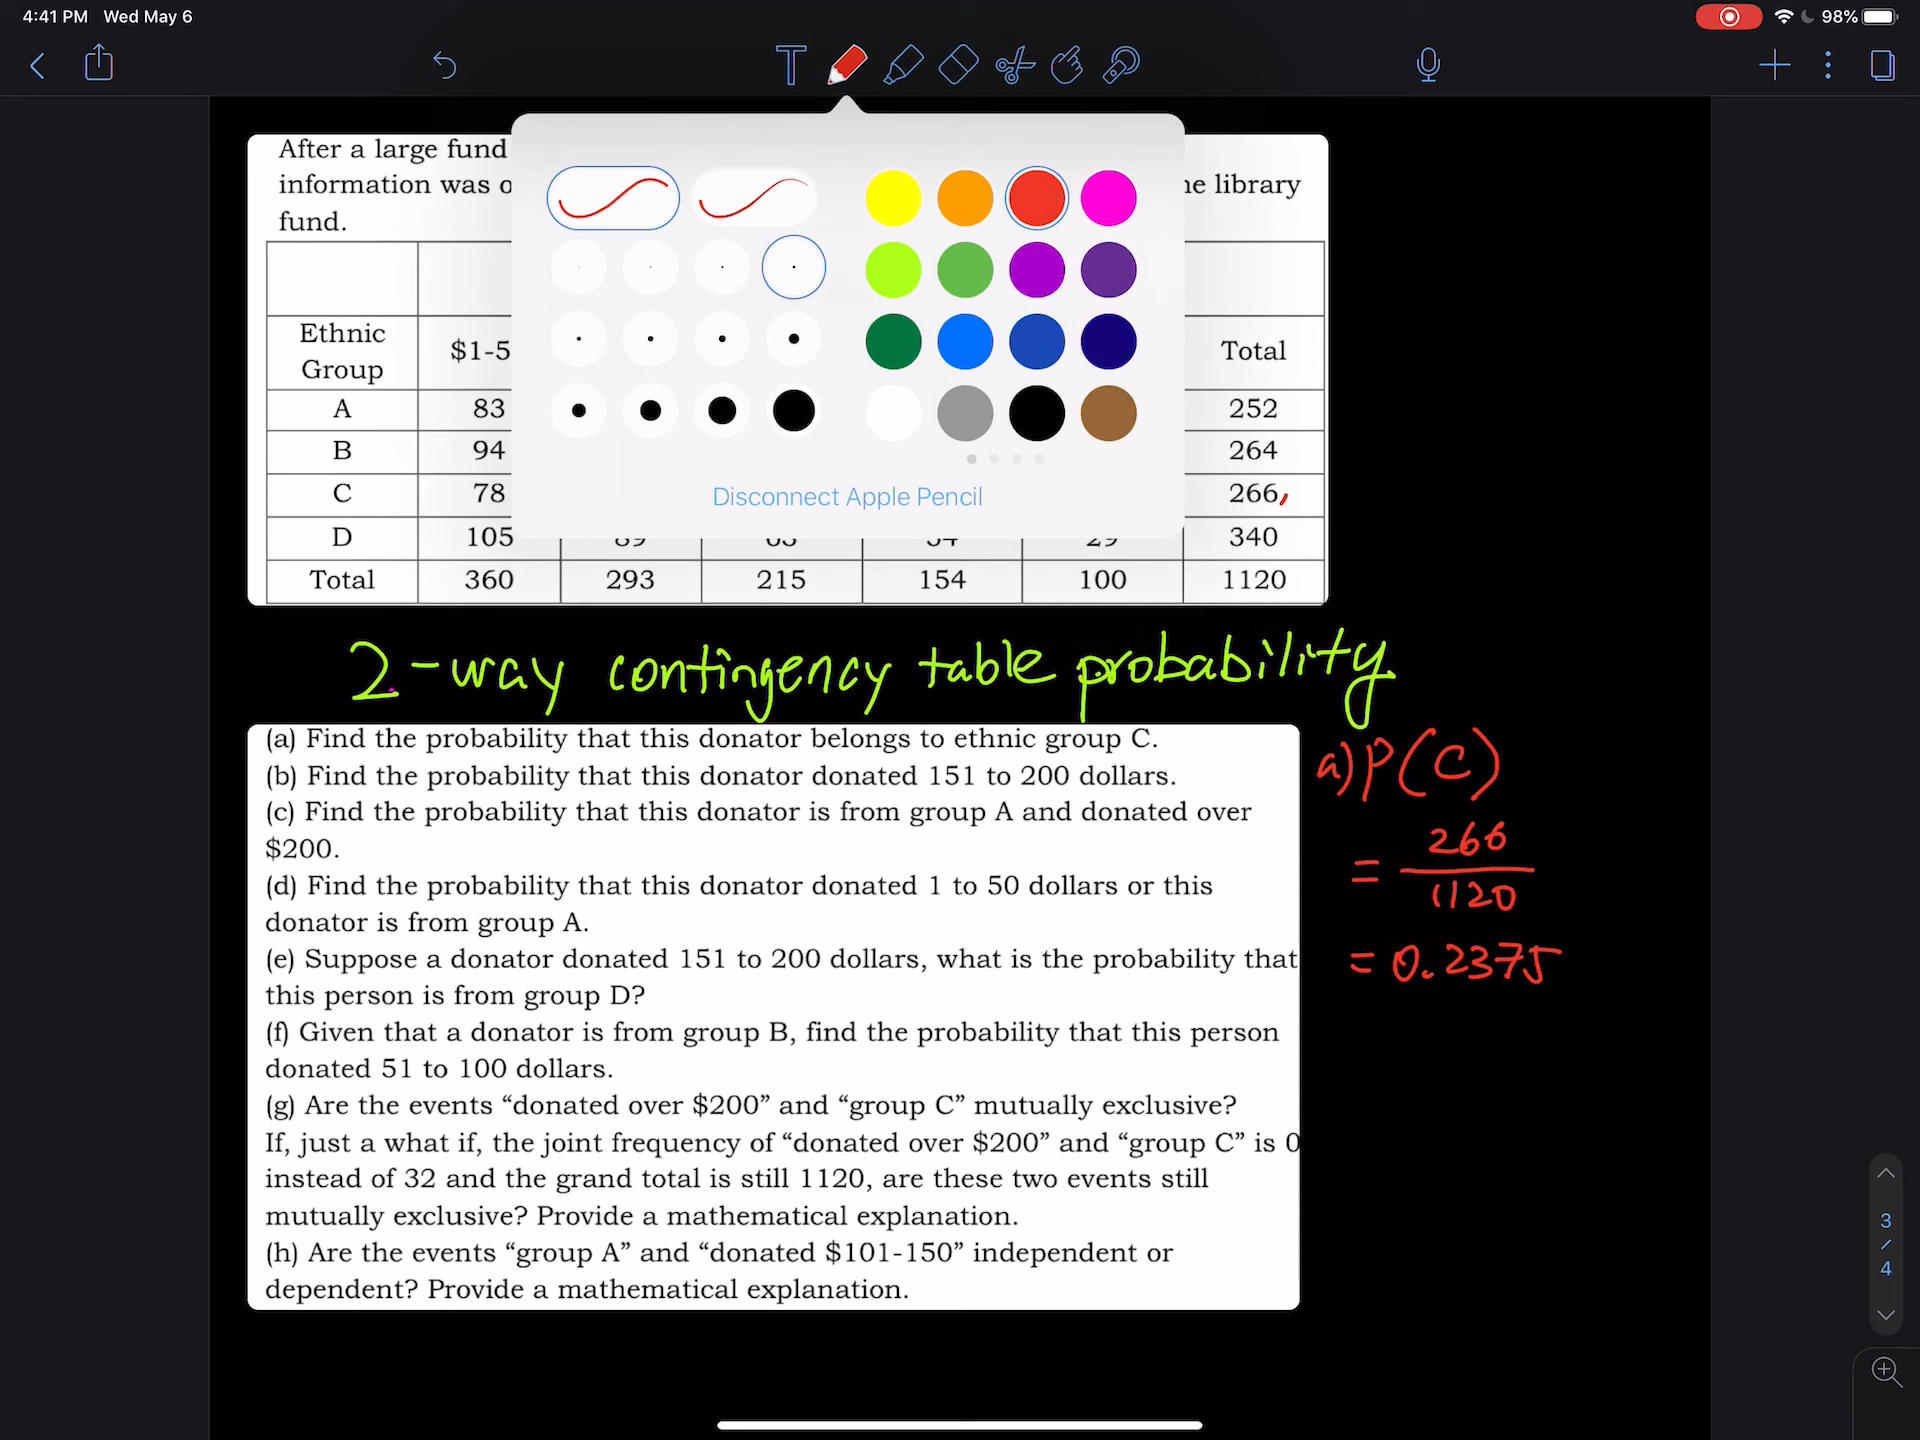 4:41 PM Wed May 6
98%
After a large fund
information was o
he library
fund.
Ethnic
Group
$1-5
Total
A 83 252
B 94 264
C 78 266
D 105 340
Total 360 293 215 154 100 1120
Disconnect Apple Pencil
2-way contingency table probability.
(a) Find the probability that this donator belongs to ethnic group C.
(b) Find the probability that this donator donated 151 to 200 dollars.
(c) Find the probability that this donator is from group A and donated over
$200.
(d) Find the probability that this donator donated 1 to 50 dollars or this
donator is from group A.
(e) Suppose a donator donated 151 to 200 dollars, what is the probability that
this person is from group D?
(f) Given that a donator is from group B, find the probability that this person
donated 51 to 100 dollars.
(g) Are the events “donated over $200” and “group C” mutually exclusive?
If, just a what if, the joint frequency of “donated over $200” and “group C” is 0
instead of 32 and the grand total is still 1120, are these two events still
mutually exclusive? Provide a mathematical explanation.
(h) Are the events “group A” and “donated $101-150” independent or
dependent? Provide a mathematical explanation.
a) P(C)
= 266
1120
= 0.2375
3
/
4